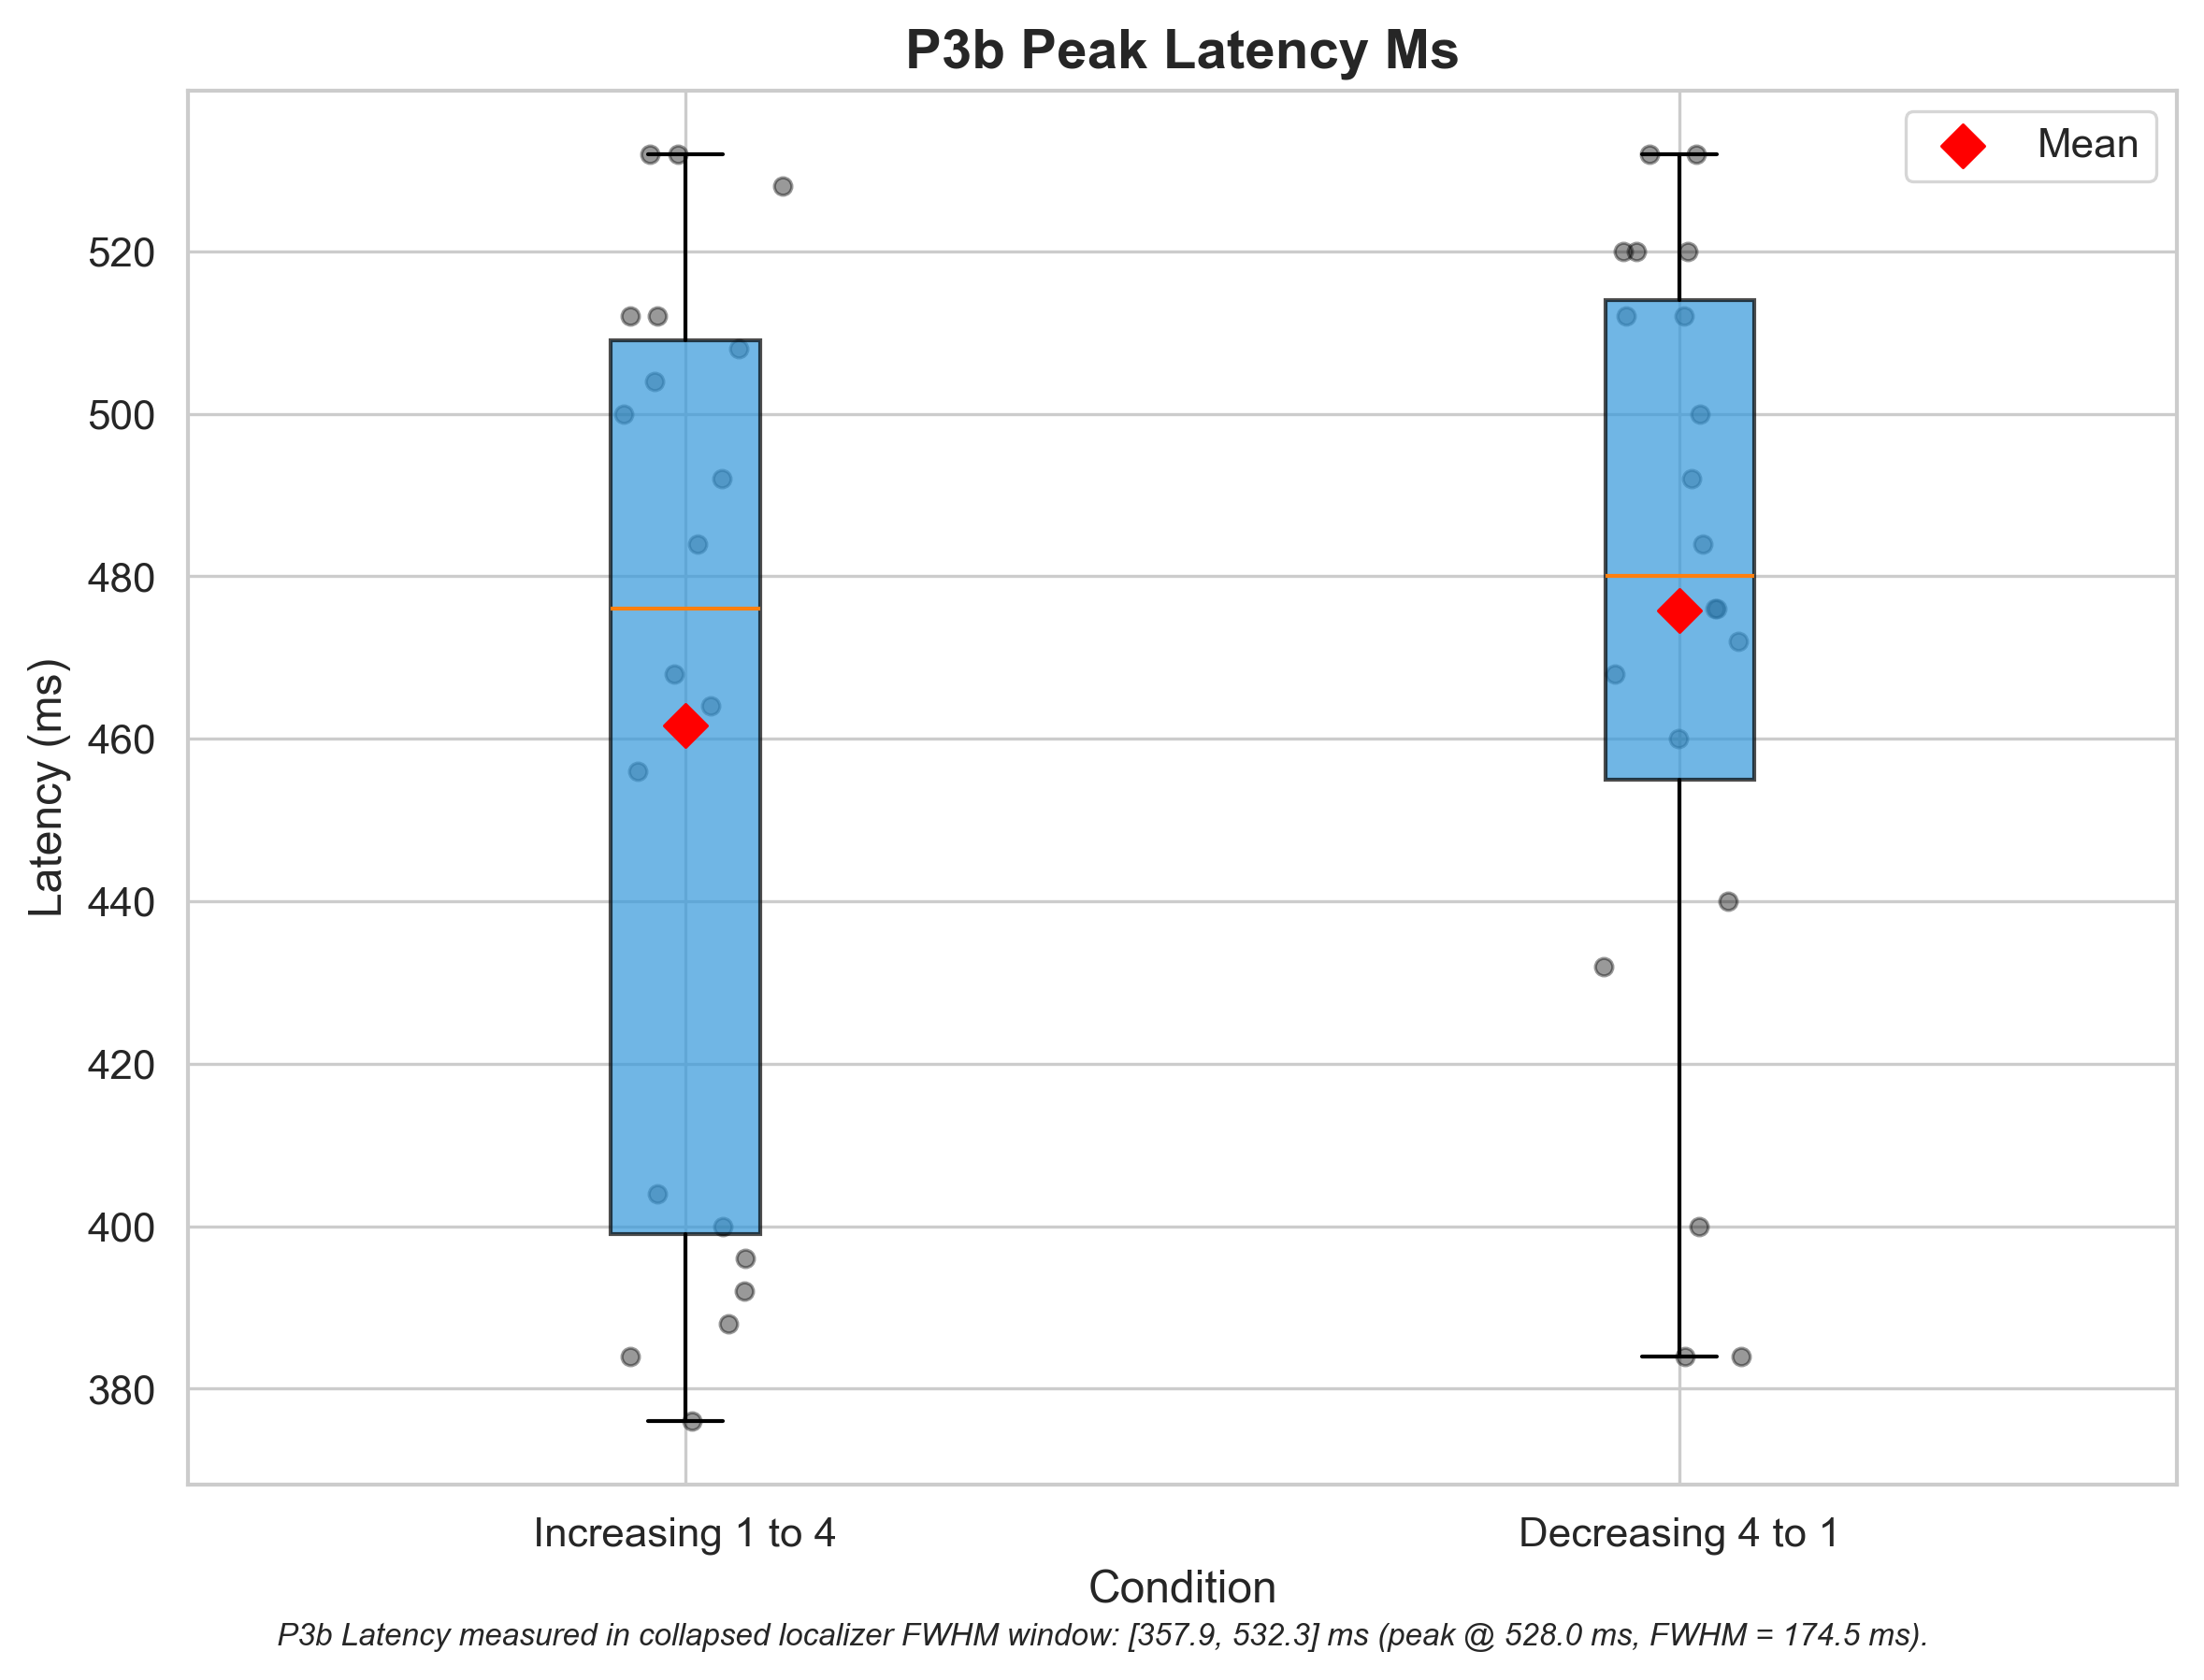 P3b Peak Latency Ms
Mean
520
500
480
460
440
420
400
380
Latency (ms)
Increasing 1 to 4
Decreasing 4 to 1
Condition
P3b Latency measured in collapsed localizer FWHM window: [357.9, 532.3] ms (peak @ 528.0 ms, FWHM = 174.5 ms).